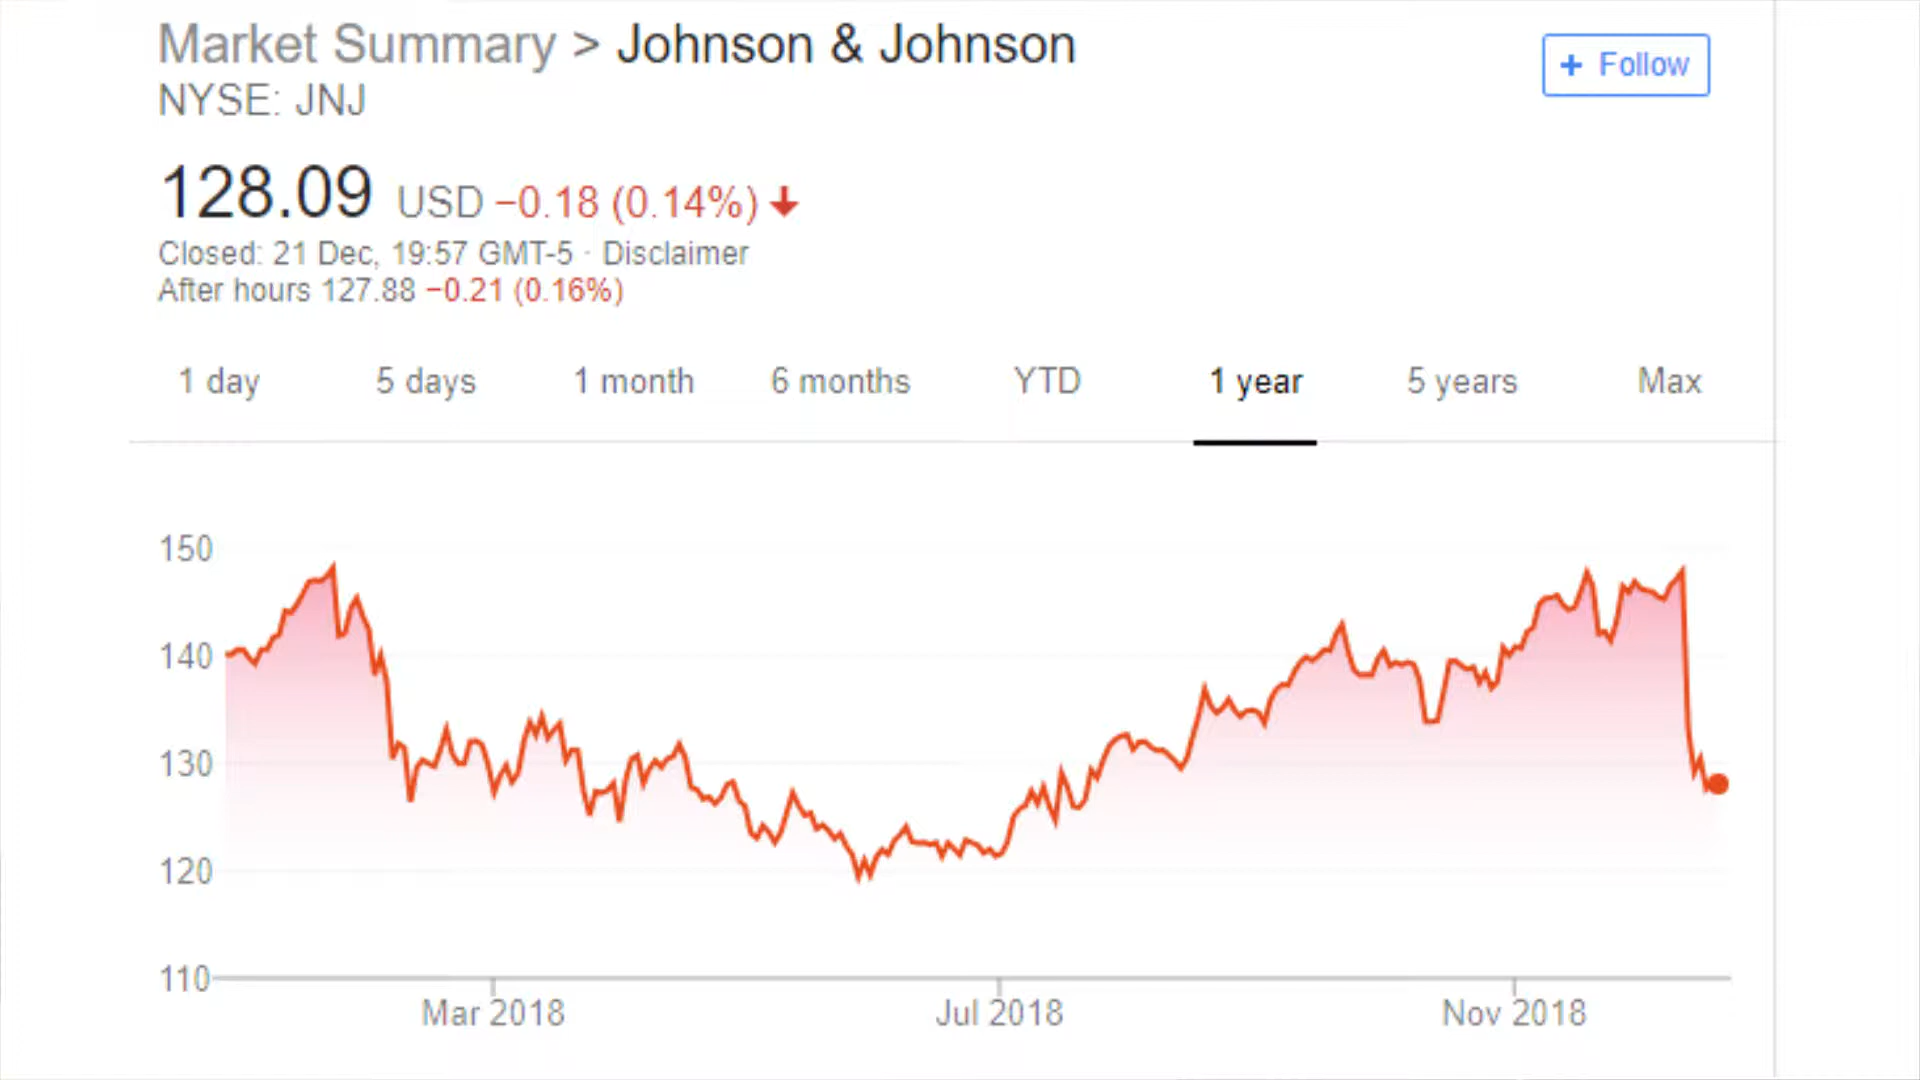 Market Summary > Johnson & Johnson
+ Follow
NYSE: JNJ
128.09 USD −0.18 (0.14%)
Closed: 21 Dec, 19:57 GMT-5 · Disclaimer
After hours 127.88 −0.21 (0.16%)
1 day 5 days 1 month 6 months YTD 1 year 5 years Max
150
140
130
120
110
Mar 2018 Jul 2018 Nov 2018